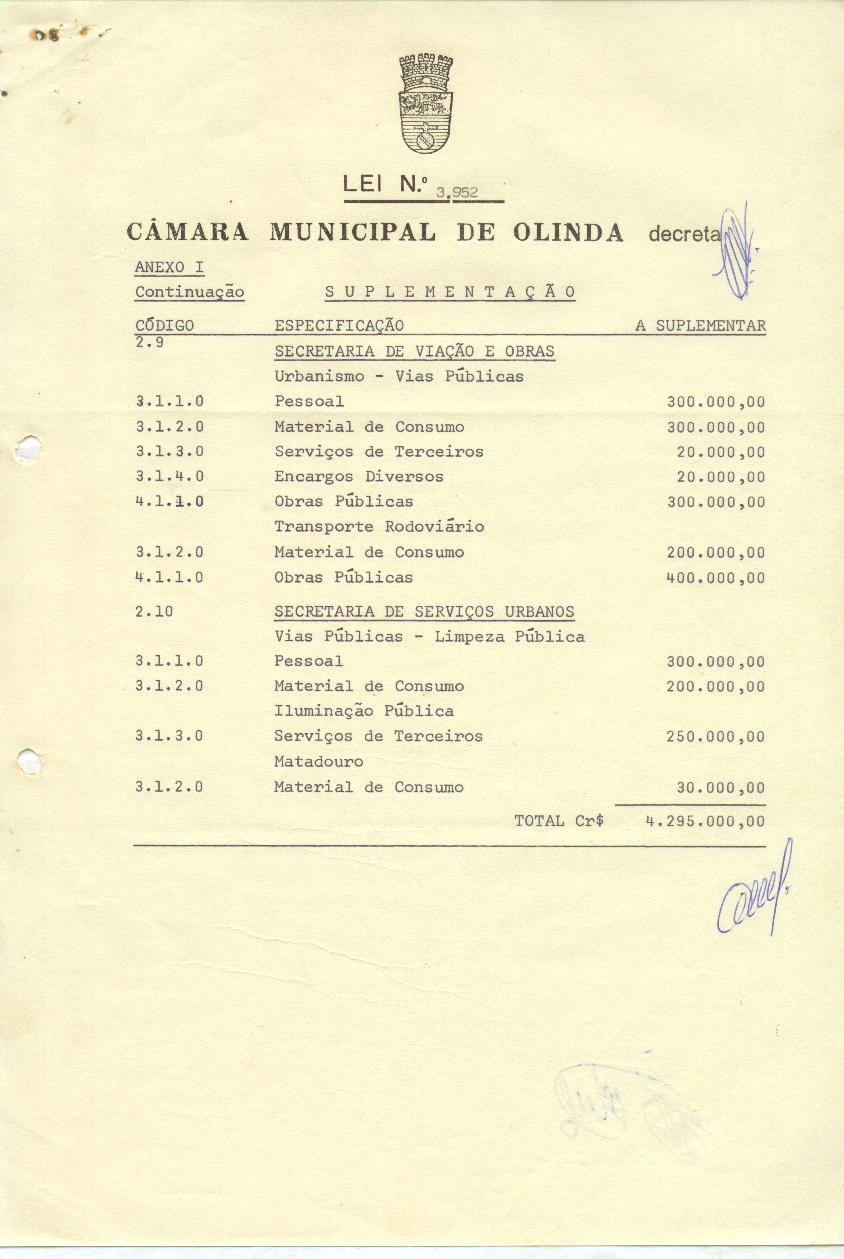 LEI N.º 3.952
CÂMARA MUNICIPAL DE OLINDA decreta
ANEXO I
Continuação S U P L E M E N T A Ç Ã O
CÓDIGO ESPECIFICAÇÃO A SUPLEMENTAR
2.9 SECRETARIA DE VIAÇÃO E OBRAS
Urbanismo - Vias Públicas
3.1.1.0 Pessoal 300.000,00
3.1.2.0 Material de Consumo 300.000,00
3.1.3.0 Serviços de Terceiros 20.000,00
3.1.4.0 Encargos Diversos 20.000,00
4.1.1.0 Obras Públicas 300.000,00
Transporte Rodoviário
3.1.2.0 Material de Consumo 200.000,00
4.1.1.0 Obras Públicas 400.000,00
2.10 SECRETARIA DE SERVIÇOS URBANOS
Vias Públicas - Limpeza Pública
3.1.1.0 Pessoal 300.000,00
3.1.2.0 Material de Consumo 200.000,00
Iluminação Pública
3.1.3.0 Serviços de Terceiros 250.000,00
Matadouro
3.1.2.0 Material de Consumo 30.000,00
TOTAL Cr$ 4.295.000,00